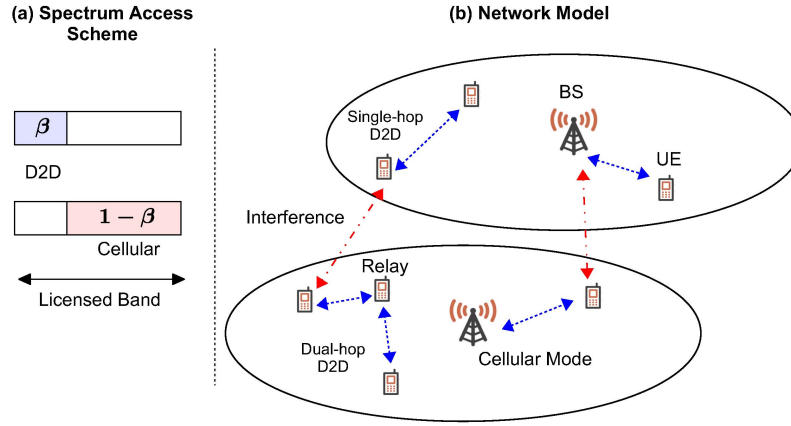 (a) Spectrum Access
Scheme
β
D2D
1 − β
Cellular
Licensed Band
(b) Network Model
BS
Single-hop
D2D
UE
Interference
Relay
Dual-hop
D2D
Cellular Mode